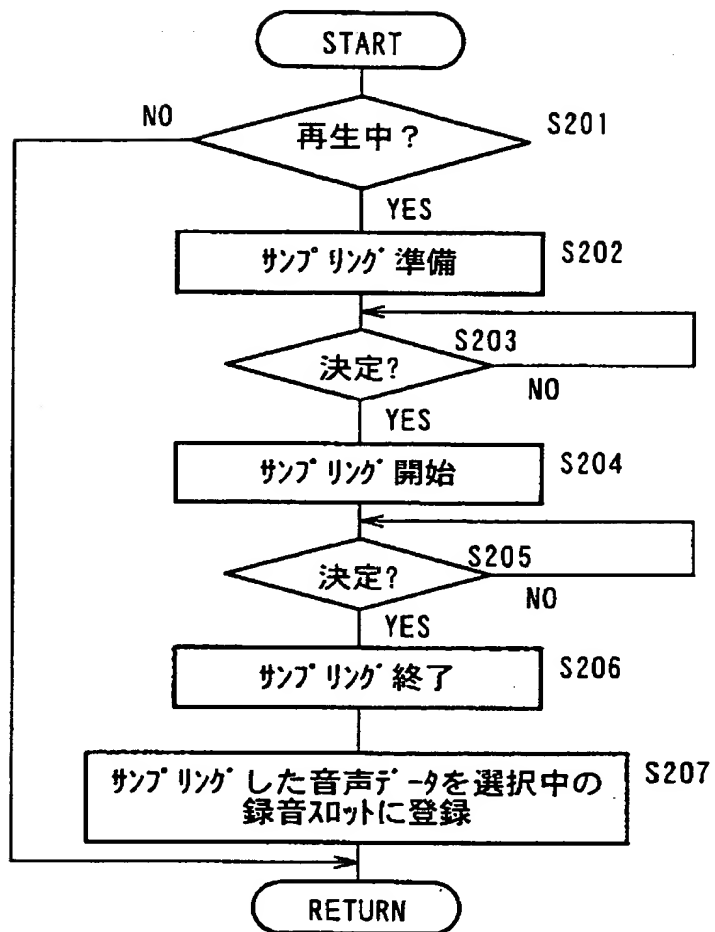 START
NO
再生中?
S201
YES
ｻﾝﾌﾟﾘﾝｸﾞ準備
S202
決定?
S203
NO
YES
ｻﾝﾌﾟﾘﾝｸﾞ開始
S204
決定?
S205
NO
YES
ｻﾝﾌﾟﾘﾝｸﾞ終了
S206
ｻﾝﾌﾟﾘﾝｸﾞした音声ﾃﾞｰﾀを選択中の
録音ｽﾛｯﾄに登録
S207
RETURN